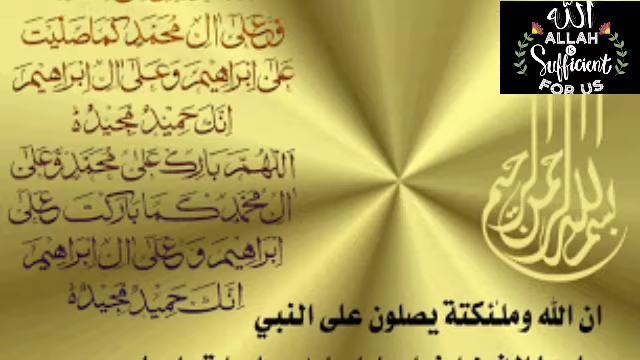 وعلى ال محمد كما صليت
على ابراهيم وعلى ال ابراهيم
انك حميد مجيد
اللهم بارك على محمد وعلى
ال محمد كما باركت على
ابراهيم وعلى ال ابراهيم
انك حميد مجيد
الله
ALLAH
is
Sufficient
FOR US
بسم الله الرحمن الرحيم
ان الله وملئكتة يصلون على النبي